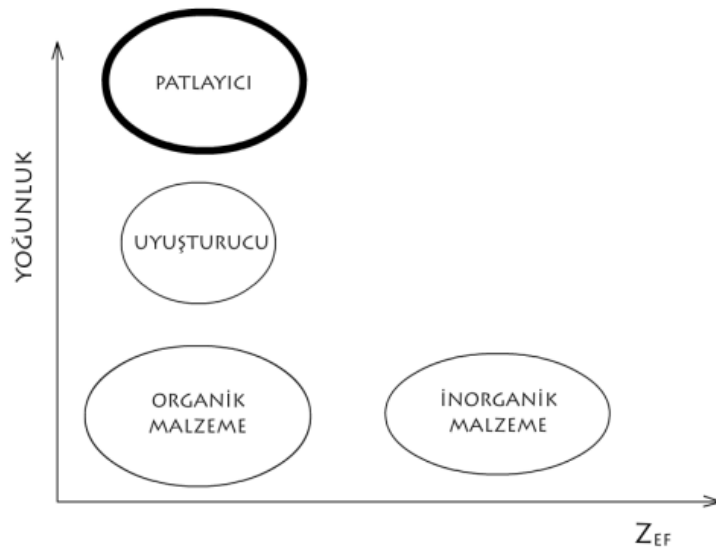 PATLAYICI
YOĞUNLUK
UYUŞTURUCU
ORGANİK
MALZEME
İNORGANİK
MALZEME
ZEF